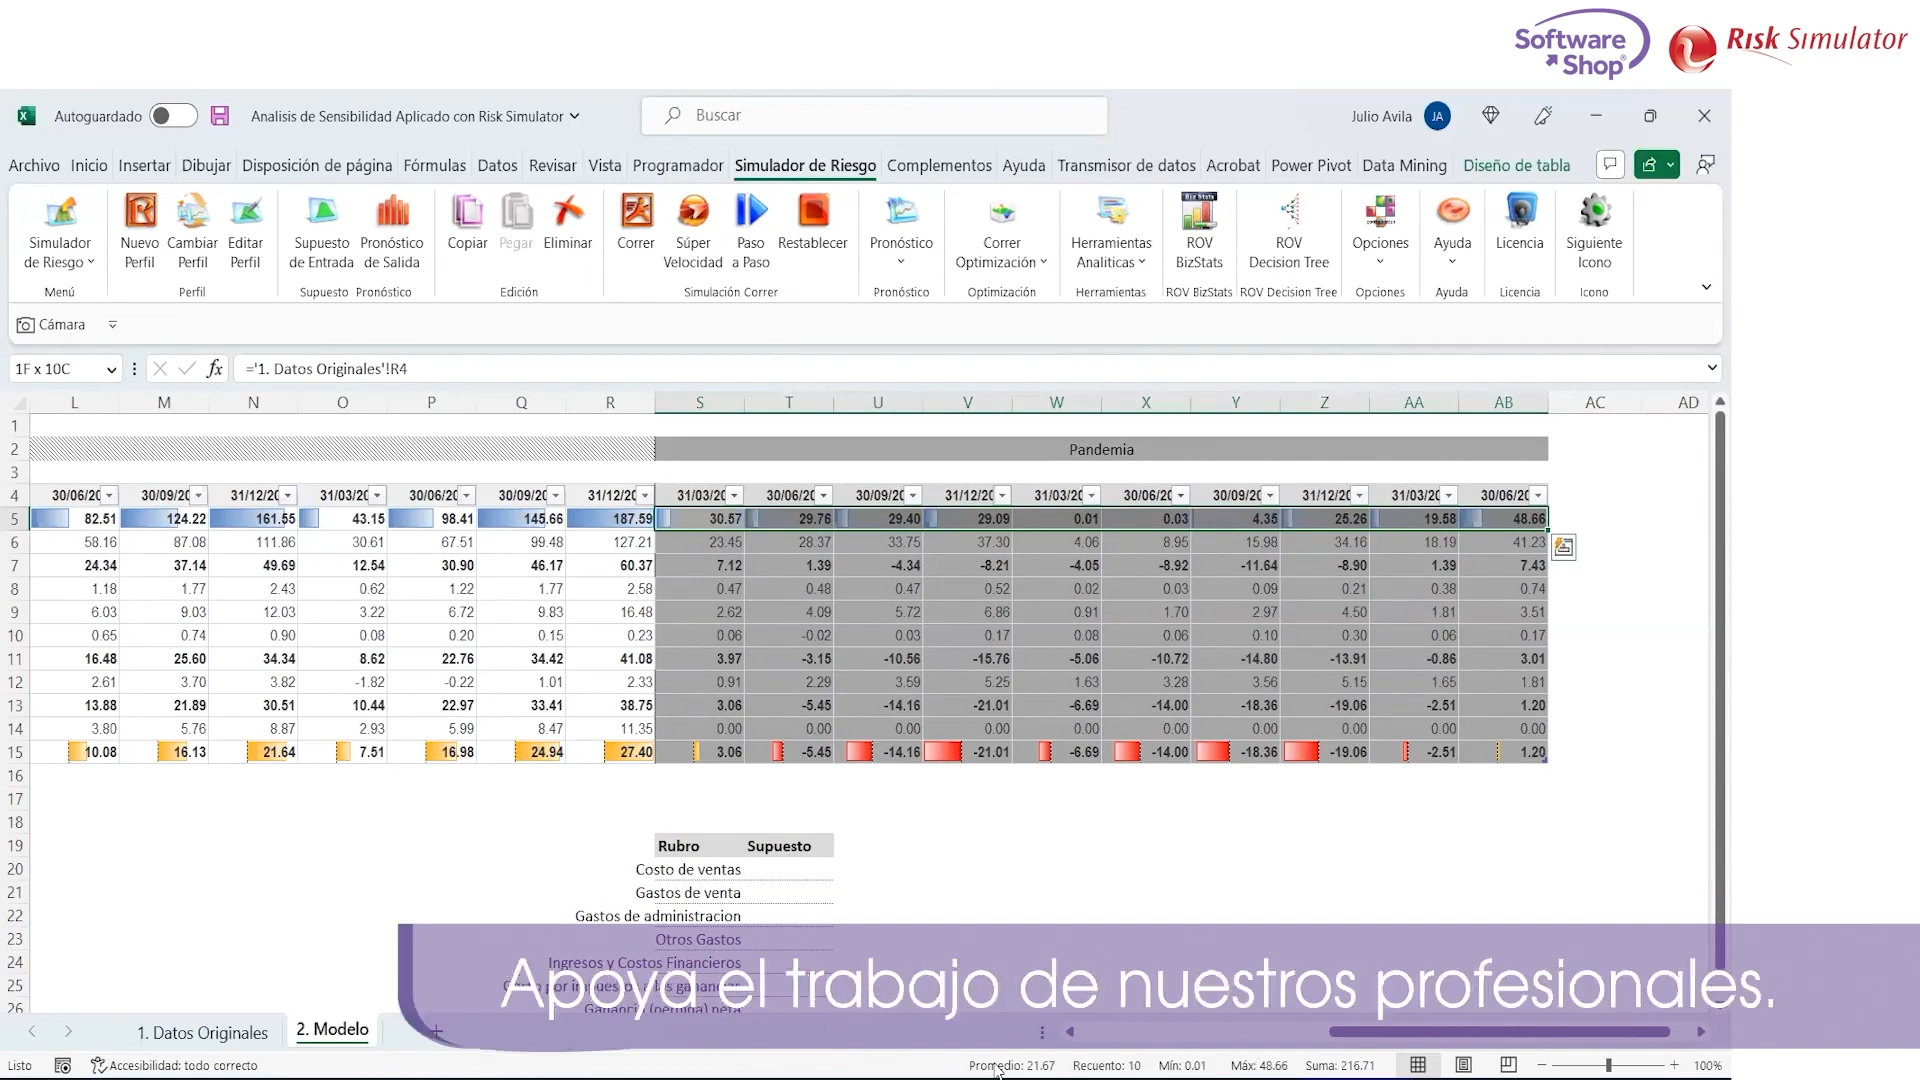 Software Shop Risk Simulator
Autoguardado Analisis de Sensibilidad Aplicado con Risk Simulator Buscar Julio Avila JA
Archivo Inicio Insertar Dibujar Disposición de página Fórmulas Datos Revisar Vista Programador Simulador de Riesgo Complementos Ayuda Transmisor de datos Acrobat Power Pivot Data Mining Diseño de tabla
Simulador de Riesgo Nuevo Perfil Cambiar Perfil Editar Perfil Supuesto de Entrada Pronóstico de Salida Copiar Pegar Eliminar Correr Súper Velocidad Paso a Paso Restablecer Pronóstico Correr Optimización Herramientas Analiticas ROV BizStats ROV Decision Tree Opciones Ayuda Licencia Siguiente Icono
Menú Perfil Supuesto Pronóstico Edición Simulación Correr Pronóstico Optimización Herramientas ROV BizStats ROV Decision Tree Opciones Ayuda Licencia Icono
Cámara
1F x 10C fx ='1. Datos Originales'!R4
L M N O P Q R S T U V W X Y Z AA AB AC AD
1
2 Pandemia
3
4 30/06/20 30/09/20 31/12/20 31/03/20 30/06/20 30/09/20 31/12/20 31/03/20 30/06/20 30/09/20 31/12/20 31/03/20 30/06/20 30/09/20 31/12/20 31/03/20 30/06/20
5 82.51 124.22 161.55 43.15 98.41 145.66 187.59 30.57 29.76 29.40 29.09 0.01 0.03 4.35 25.26 19.58 48.66
6 58.16 87.08 111.86 30.61 67.51 99.48 127.21 23.45 28.37 33.75 37.30 4.06 8.95 15.98 34.16 18.19 41.23
7 24.34 37.14 49.69 12.54 30.90 46.17 60.37 7.12 1.39 -4.34 -8.21 -4.05 -8.92 -11.64 -8.90 1.39 7.43
8 1.18 1.77 2.43 0.62 1.22 1.77 2.58 0.47 0.48 0.47 0.52 0.02 0.03 0.09 0.21 0.38 0.74
9 6.03 9.03 12.03 3.22 6.72 9.83 16.48 2.62 4.09 5.72 6.86 0.91 1.70 2.97 4.50 1.81 3.51
10 0.65 0.74 0.90 0.08 0.20 0.15 0.23 0.06 -0.02 0.03 0.17 0.08 0.06 0.10 0.30 0.06 0.17
11 16.48 25.60 34.34 8.62 22.76 34.42 41.08 3.97 -3.15 -10.56 -15.76 -5.06 -10.72 -14.80 -13.91 -0.86 3.01
12 2.61 3.70 3.82 -1.82 -0.22 1.01 2.33 0.91 2.29 3.59 5.25 1.63 3.28 3.56 5.15 1.65 1.81
13 13.88 21.89 30.51 10.44 22.97 33.41 38.75 3.06 -5.45 -14.16 -21.01 -6.69 -14.00 -18.36 -19.06 -2.51 1.20
14 3.80 5.76 8.87 2.93 5.99 8.47 11.35 0.00 0.00 0.00 0.00 0.00 0.00 0.00 0.00 0.00 0.00
15 10.08 16.13 21.64 7.51 16.98 24.94 27.40 3.06 -5.45 -14.16 -21.01 -6.69 -14.00 -18.36 -19.06 -2.51 1.20
16
17
18
19 Rubro Supuesto
20 Costo de ventas
21 Gastos de venta
22 Gastos de administracion
23 Otros Gastos
24 Ingresos y Costos Financieros
25
26 Ganancia (perdida) neta
Apoya el trabajo de nuestros profesionales.
1. Datos Originales 2. Modelo
Listo Accesibilidad: todo correcto Promedio: 21.67 Recuento: 10 Mín: 0.01 Máx: 48.66 Suma: 216.71 100%